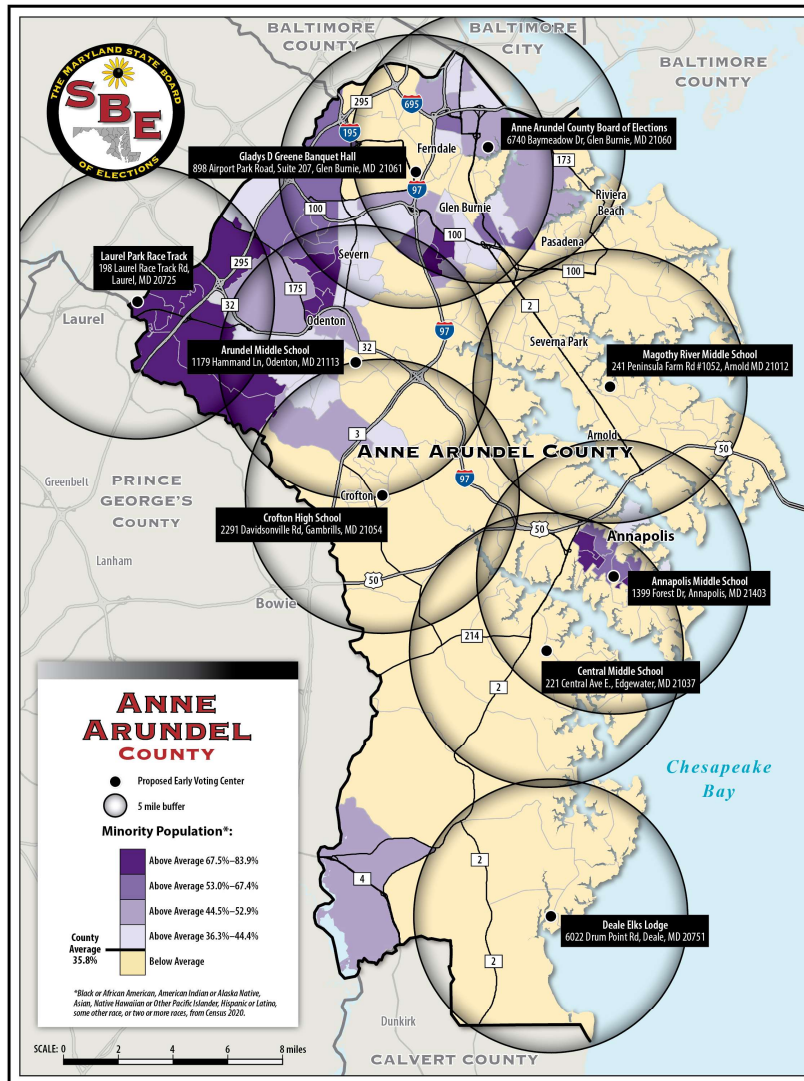 BALTIMORE
COUNTY
BALTIMORE
CITY
BALTIMORE
COUNTY
THE MARYLAND STATE BOARD
SBE
OF ELECTIONS
295
695
195
Anne Arundel County Board of Elections
6740 Baymeadow Dr, Glen Burnie, MD 21060
Ferndale
Gladys D Greene Banquet Hall
898 Airport Park Road, Suite 207, Glen Burnie, MD 21061
173
97
Riviera
Beach
100
Glen Burnie
100
Pasadena
Laurel Park Race Track
198 Laurel Race Track Rd,
Laurel, MD 20725
Severn
295
100
175
32
2
Laurel
Odenton
97
Severna Park
32
Arundel Middle School
1179 Hammand Ln, Odenton, MD 21113
Magothy River Middle School
241 Peninsula Farm Rd #1052, Arnold MD 21012
3
Arnold
ANNE ARUNDEL COUNTY
50
97
Greenbelt
PRINCE
GEORGE'S
COUNTY
Crofton
Crofton High School
2291 Davidsonville Rd, Gambrills, MD 21054
50
Annapolis
Lanham
50
Annapolis Middle School
1399 Forest Dr, Annapolis, MD 21403
Bowie
214
Central Middle School
221 Central Ave E., Edgewater, MD 21037
2
Chesapeake
Bay
2
4
Deale Elks Lodge
6022 Drum Point Rd, Deale, MD 20751
2
ANNE
ARUNDEL
COUNTY
Proposed Early Voting Center
5 mile buffer
Minority Population*:
Above Average 67.5%–83.9%
Above Average 53.0%–67.4%
Above Average 44.5%–52.9%
Above Average 36.3%–44.4%
County
Average
35.8%
Below Average
*Black or African American, American Indian or Alaska Native,
Asian, Native Hawaiian or Other Pacific Islander, Hispanic or Latino,
some other race, or two or more races, from Census 2020.
Dunkirk
SCALE: 0 2 4 6 8 miles
CALVERT COUNTY